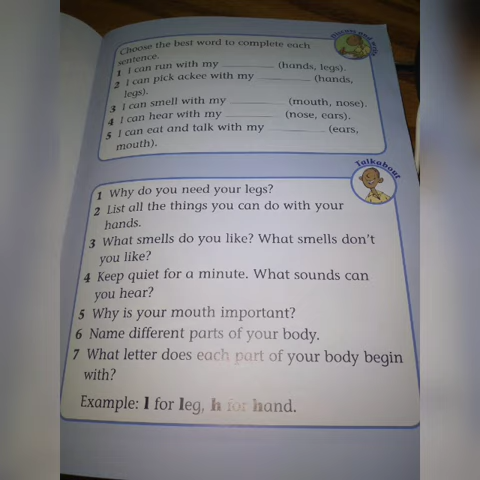 Choose the best word to complete each
sentence.
1 I can run with my ________ (hands, legs).
2 I can pick ackee with my ________ (hands,
legs).
3 I can smell with my ________ (mouth, nose).
4 I can hear with my ________ (nose, ears).
5 I can eat and talk with my ________ (ears,
mouth).
Talkabout
1 Why do you need your legs?
2 List all the things you can do with your
hands.
3 What smells do you like? What smells don't
you like?
4 Keep quiet for a minute. What sounds can
you hear?
5 Why is your mouth important?
6 Name different parts of your body.
7 What letter does each part of your body begin
with?
Example: l for leg, h for hand.